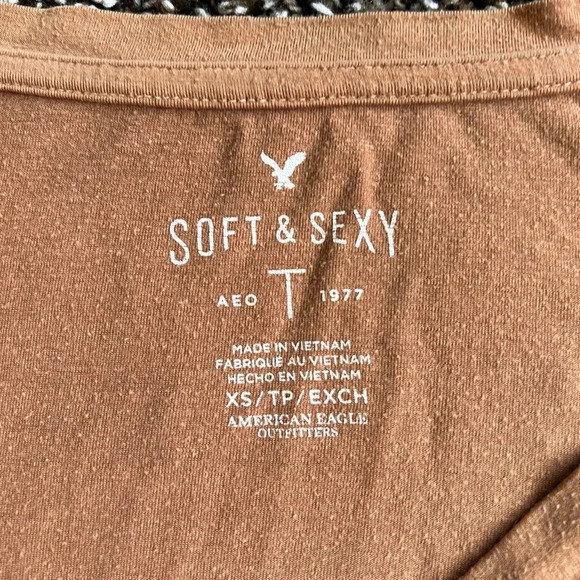 SOFT & SEXY
AEO T 1977
MADE IN VIETNAM
FABRIQUÉ AU VIETNAM
HECHO EN VIETNAM
XS/TP/EXCH
AMERICAN EAGLE
OUTFITTERS